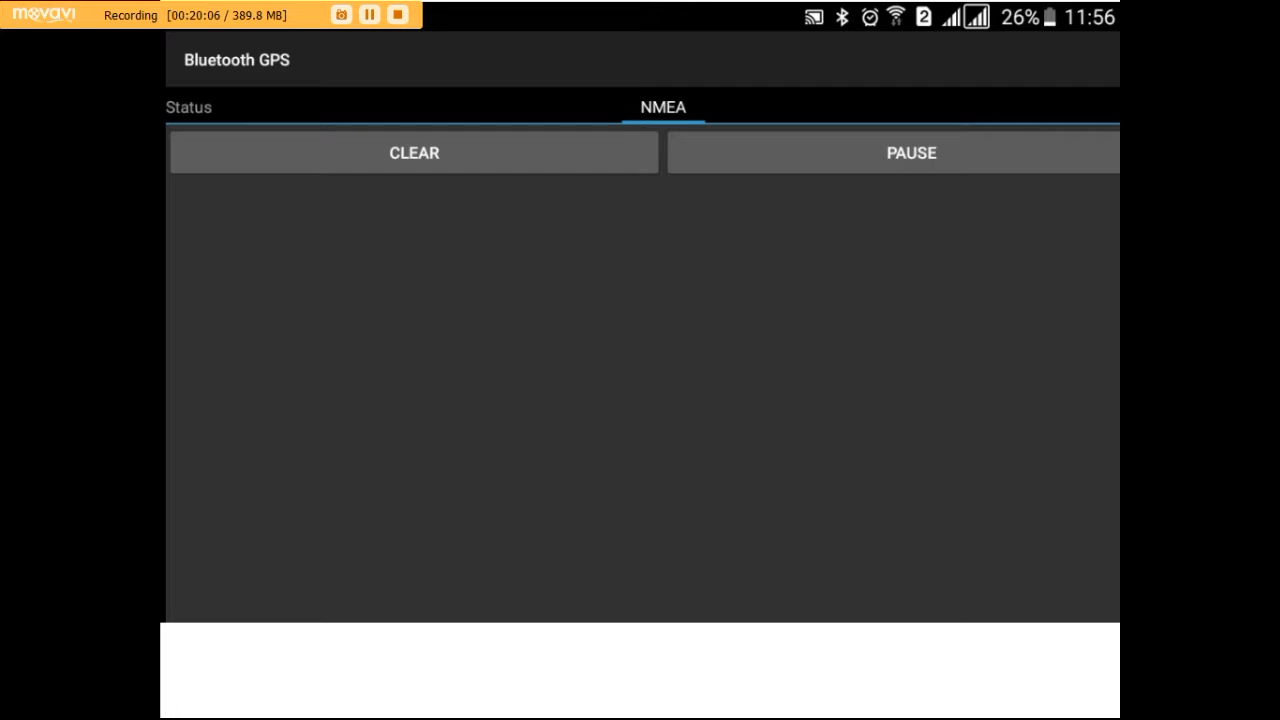 movavi Recording [00:20:06 / 389.8 MB]
2 26% 11:56
Bluetooth GPS
Status NMEA
CLEAR PAUSE